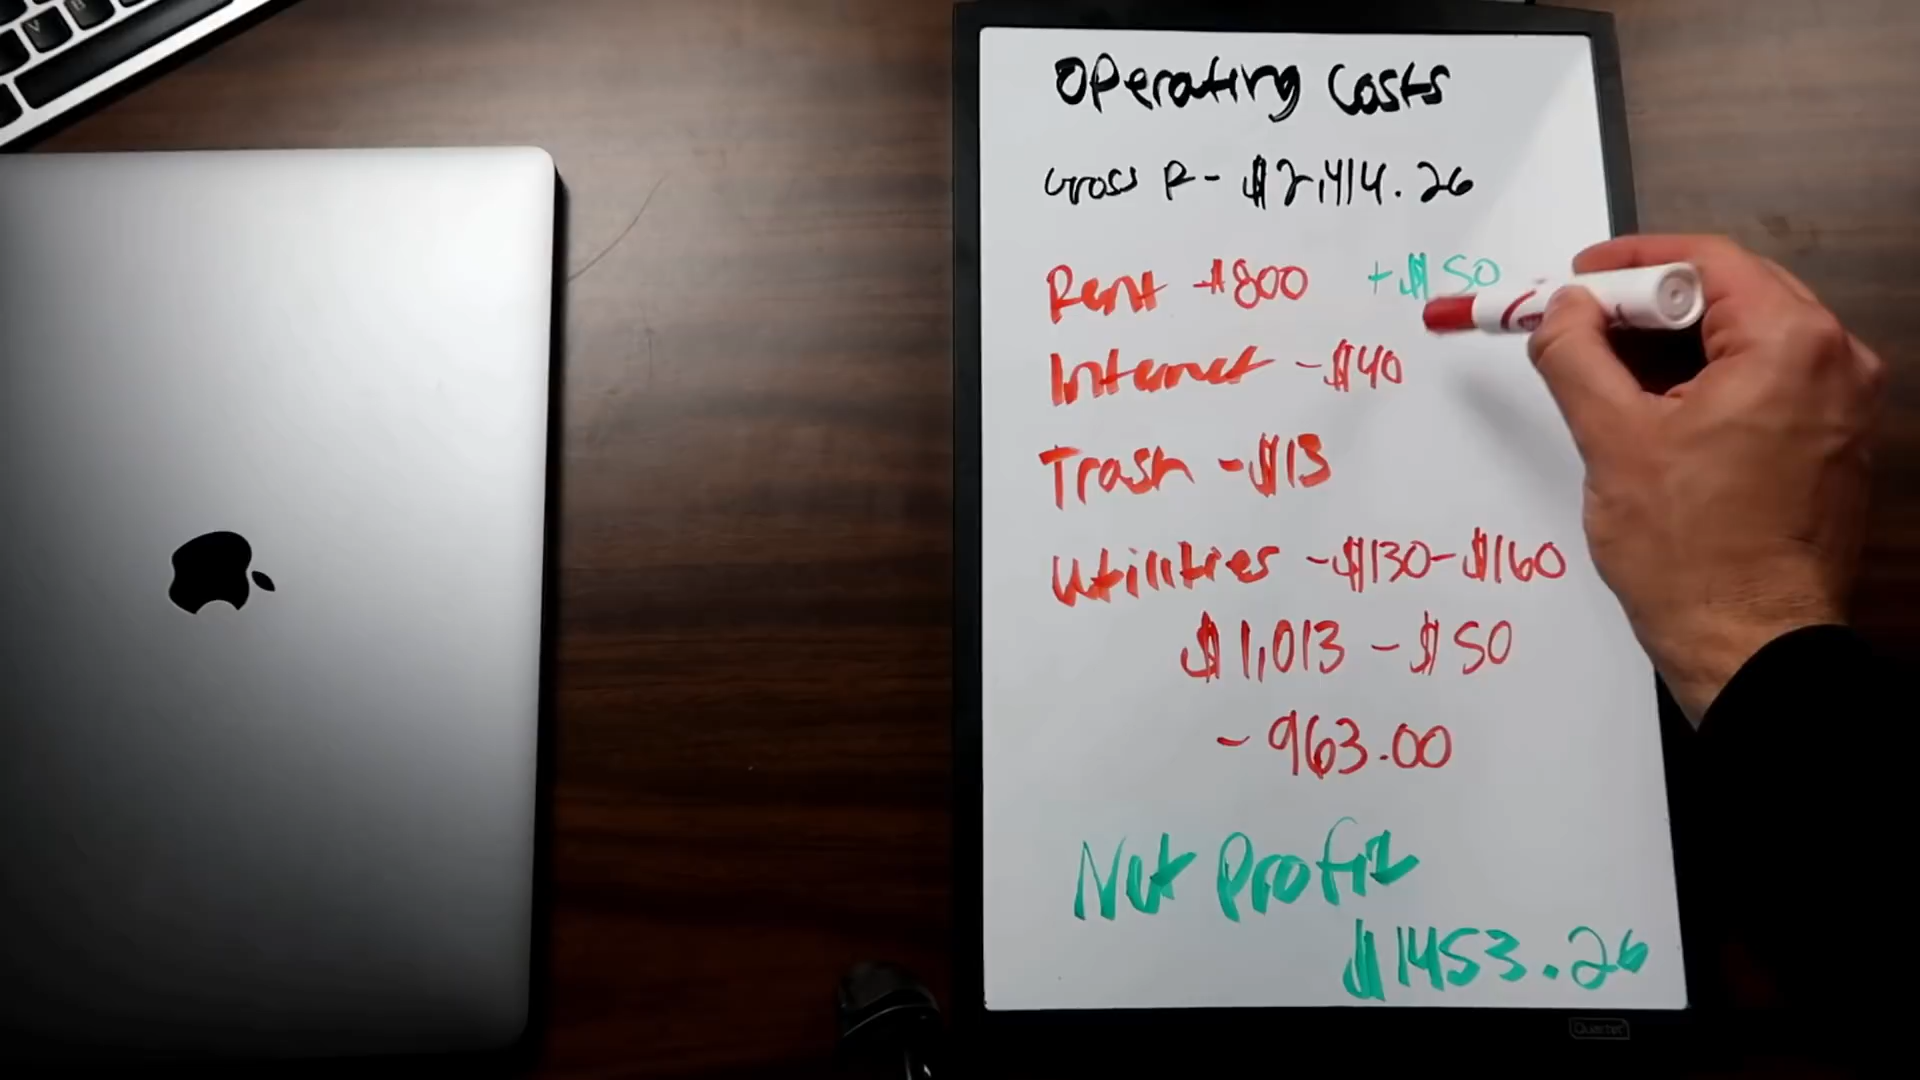 V B
Operating Costs
Gross R - $2,414.26
Rent -$800 +$50
Internet -$40
Trash -$13
Utilities -$130-$160
$1,013 - $50
- 963.00
Net Profit
$1453.26
Quartet